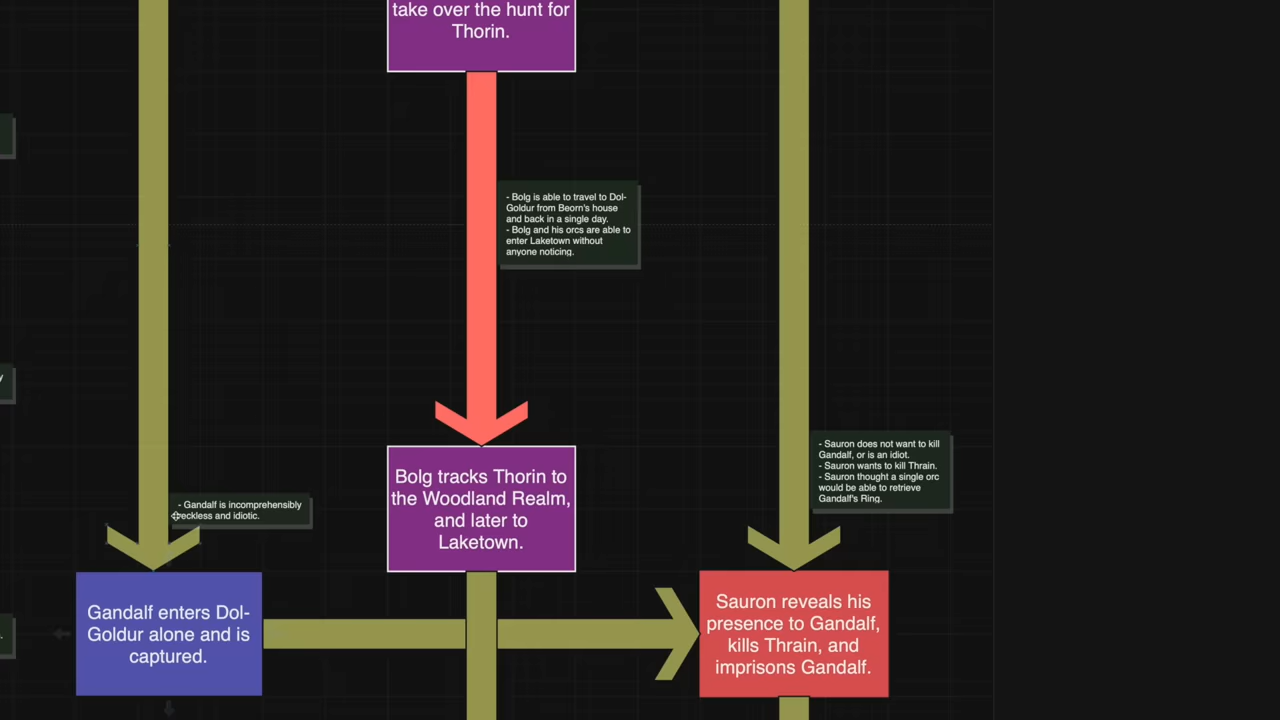 take over the hunt for
Thorin.
- Bolg is able to travel to Dol-
Goldur from Beorn's house
and back in a single day.
- Bolg and his orcs are able to
enter Laketown without
anyone noticing.
- Sauron does not want to kill
Gandalf, or is an idiot.
- Sauron wants to kill Thrain.
- Sauron thought a single orc
would be able to retrieve
Gandalf's Ring.
- Gandalf is incomprehensibly
reckless and idiotic.
Bolg tracks Thorin to
the Woodland Realm,
and later to
Laketown.
Gandalf enters Dol-
Goldur alone and is
captured.
Sauron reveals his
presence to Gandalf,
kills Thrain, and
imprisons Gandalf.